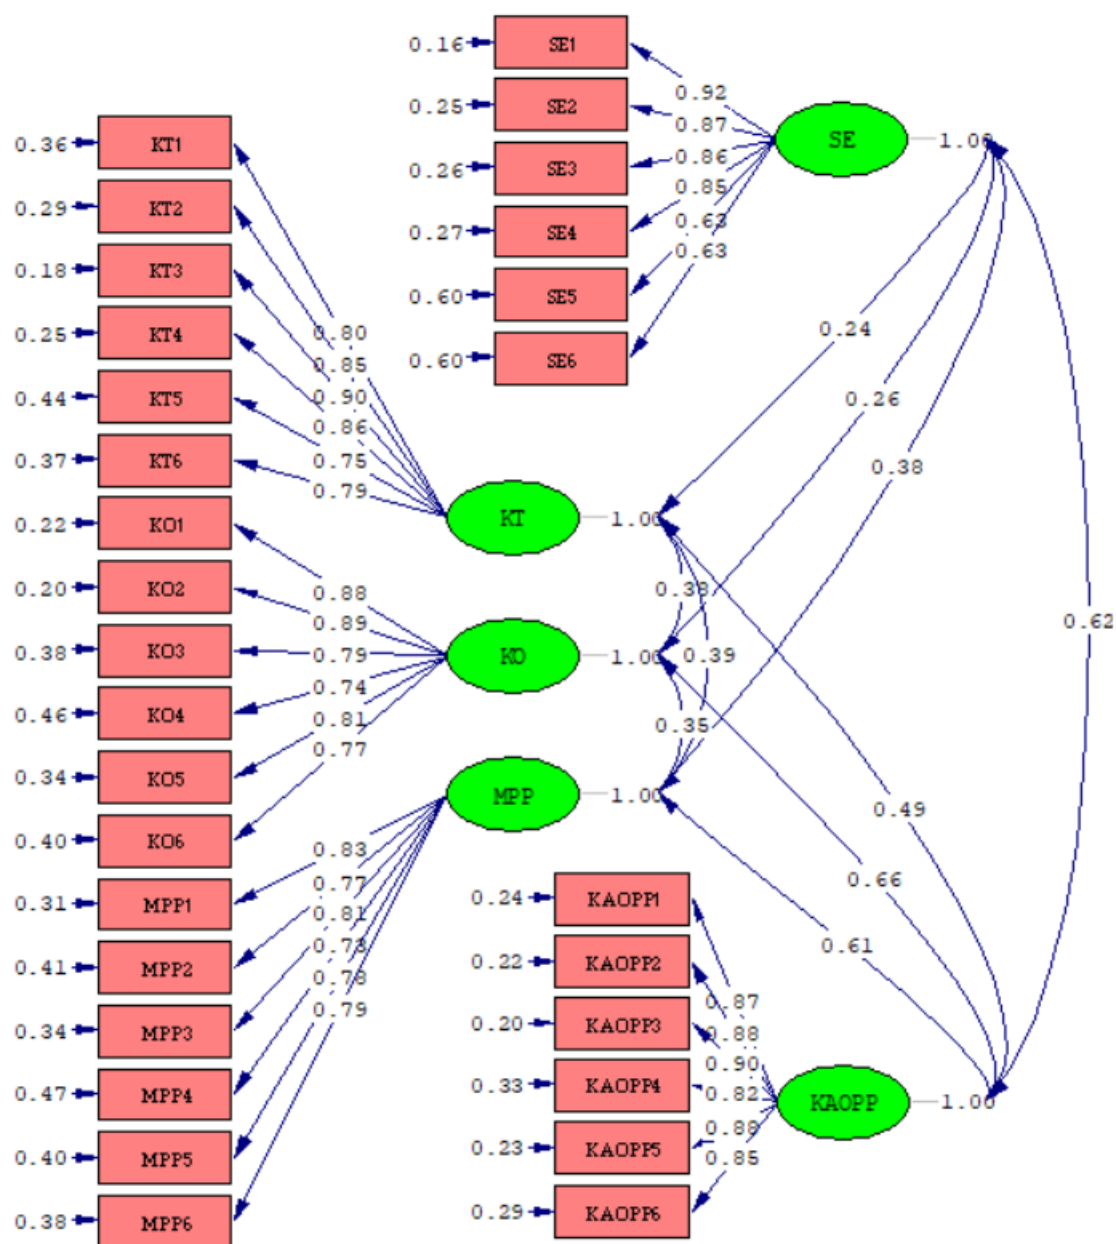 0.16 SE1
0.92
0.25 SE2
0.87
0.26 SE3
0.86
0.27 SE4
0.85
0.60 SE5
0.63
0.60 SE6
0.63
SE 1.00
0.36 KT1
0.80
0.29 KT2
0.85
0.18 KT3
0.90
0.25 KT4
0.86
0.44 KT5
0.75
0.37 KT6
0.79
KT 1.00
0.22 KO1
0.88
0.20 KO2
0.89
0.38 KO3
0.79
0.46 KO4
0.74
0.34 KO5
0.81
0.40 KO6
0.77
KO 1.00
0.31 MPP1
0.83
0.41 MPP2
0.77
0.34 MPP3
0.81
0.47 MPP4
0.73
0.40 MPP5
0.78
0.38 MPP6
0.79
MPP 1.00
0.24 KAOPP1
0.87
0.22 KAOPP2
0.88
0.20 KAOPP3
0.90
0.33 KAOPP4
0.82
0.23 KAOPP5
0.88
0.29 KAOPP6
0.85
KAOPP 1.00
0.24
0.26
0.38
0.62
0.38
0.39
0.35
0.49
0.66
0.61